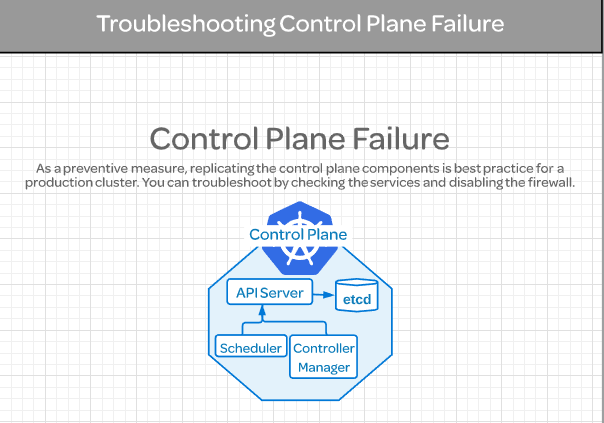 Troubleshooting Control Plane Failure
Control Plane Failure
As a preventive measure, replicating the control plane components is best practice for a
production cluster. You can troubleshoot by checking the services and disabling the firewall.
Control Plane
API Server
etcd
Scheduler
Controller
Manager